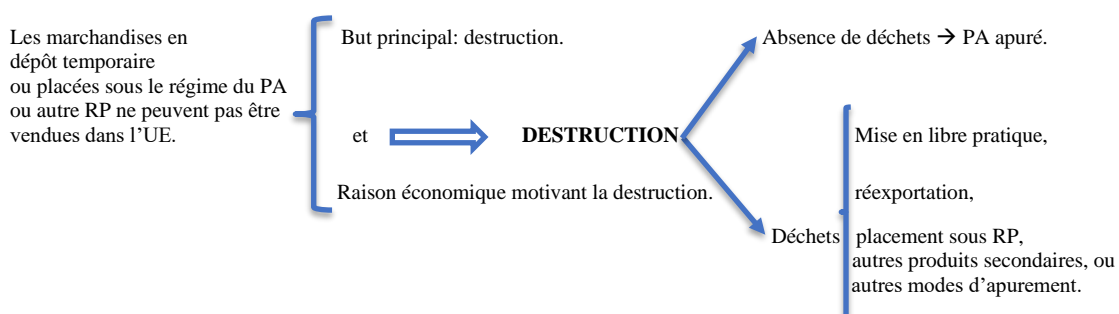 Les marchandises en
dépôt temporaire
ou placées sous le régime du PA
ou autre RP ne peuvent pas être
vendues dans l’UE.
But principal: destruction.
et
Raison économique motivant la destruction.
DESTRUCTION
Absence de déchets → PA apuré.
Déchets
Mise en libre pratique,
réexportation,
placement sous RP,
autres produits secondaires, ou
autres modes d’apurement.